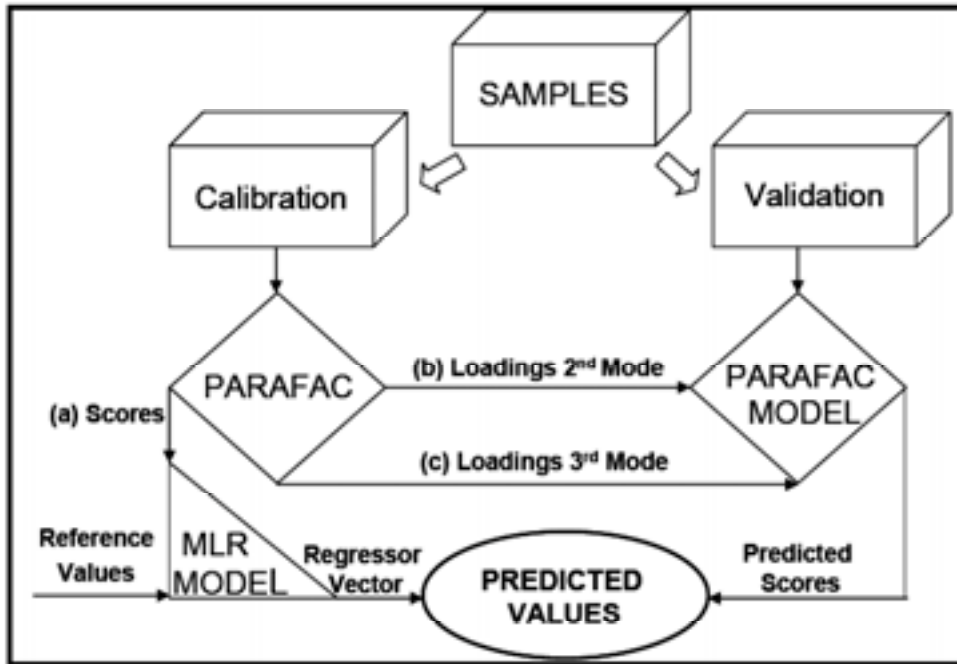 SAMPLES
Calibration
Validation
PARAFAC
(b) Loadings 2nd Mode
PARAFAC
MODEL
(a) Scores
(c) Loadings 3rd Mode
Reference
Values
MLR
MODEL
Regressor
Vector
PREDICTED
VALUES
Predicted
Scores